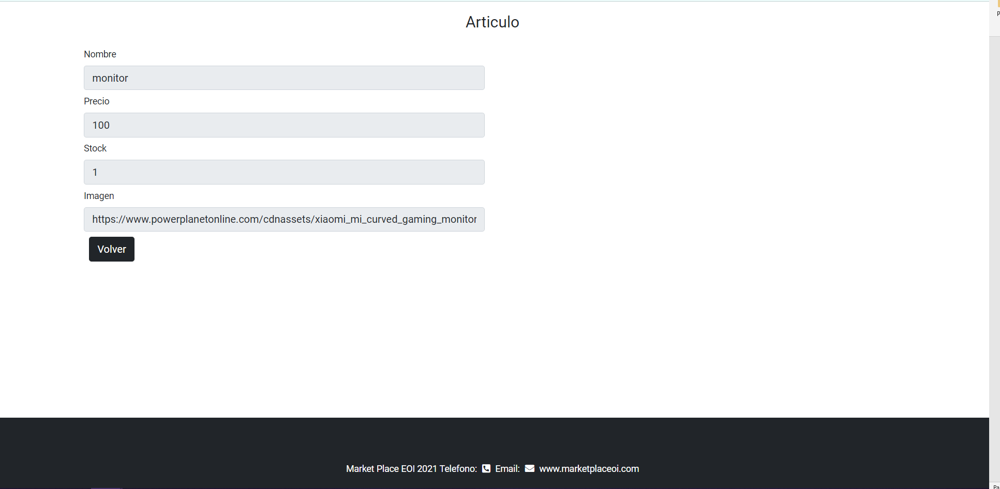 Articulo
Nombre
monitor
Precio
100
Stock
1
Imagen
https://www.powerplanetonline.com/cdnassets/xiaomi_mi_curved_gaming_monitor
Volver
Market Place EOI 2021 Telefono: Email: www.marketplaceoi.com